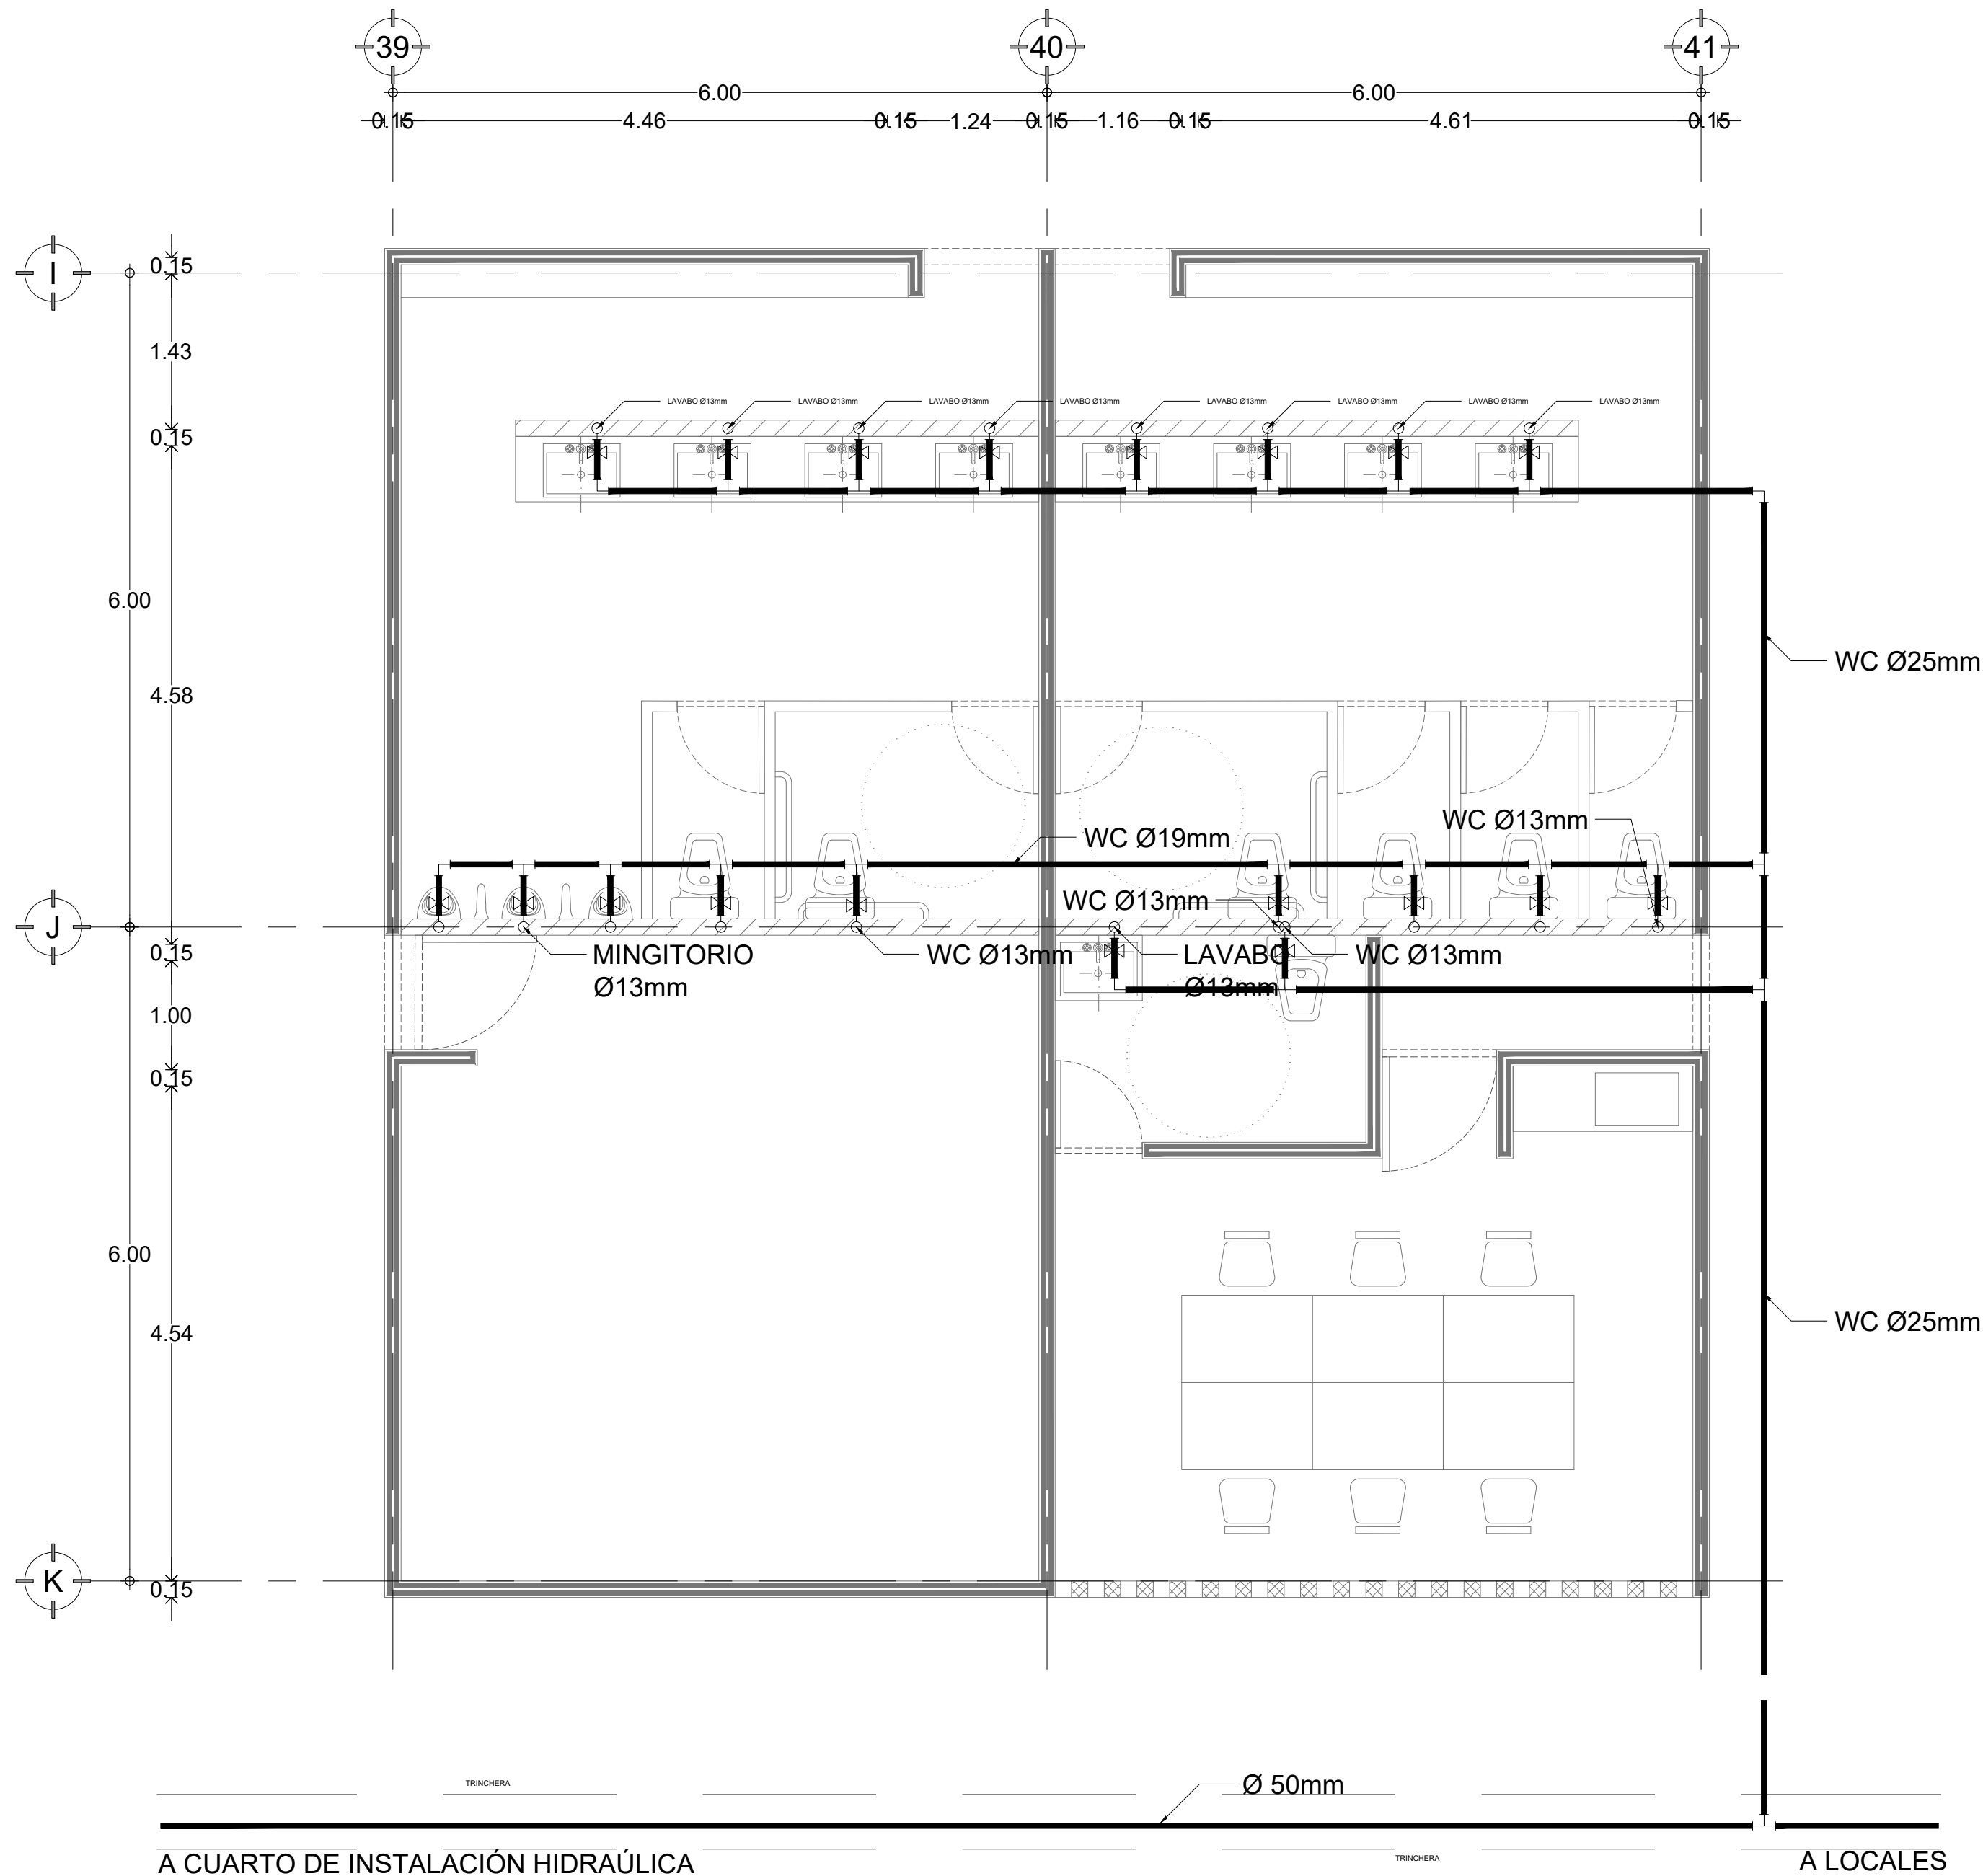 39
40
41
6.00
6.00
0.15
4.46
0.15
1.24
0.15
1.16
0.15
4.61
0.15
I
0.15
1.43
LAVABO Ø13mm
LAVABO Ø13mm
LAVABO Ø13mm
LAVABO Ø13mm
LAVABO Ø13mm
LAVABO Ø13mm
LAVABO Ø13mm
LAVABO Ø13mm
0.15
6.00
WC Ø25mm
4.58
WC Ø13mm
WC Ø19mm
WC Ø13mm
J
0.15
MINGITORIO
Ø13mm
WC Ø13mm
LAVABO
Ø13mm
WC Ø13mm
1.00
0.15
6.00
4.54
WC Ø25mm
K
0.15
TRINCHERA
Ø 50mm
A CUARTO DE INSTALACIÓN HIDRAÚLICA
TRINCHERA
A LOCALES